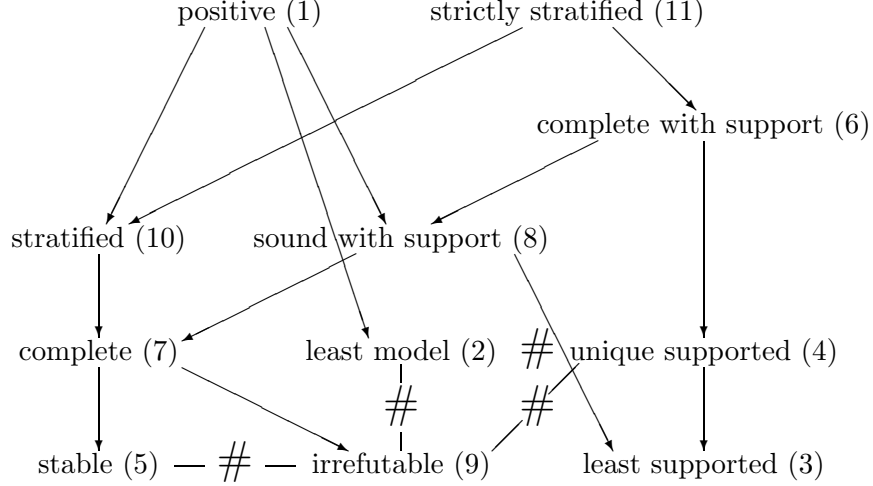 positive (1) strictly stratified (11)
complete with support (6)
stratified (10) sound with support (8)
complete (7) least model (2) # unique supported (4)
# #
stable (5) # irrefutable (9) least supported (3)